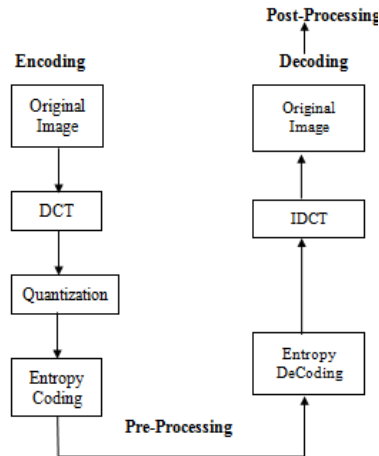 Post-Processing
Encoding
Decoding
Original
Image
Original
Image
DCT
IDCT
Quantization
Entropy
Coding
Entropy
DeCoding
Pre-Processing